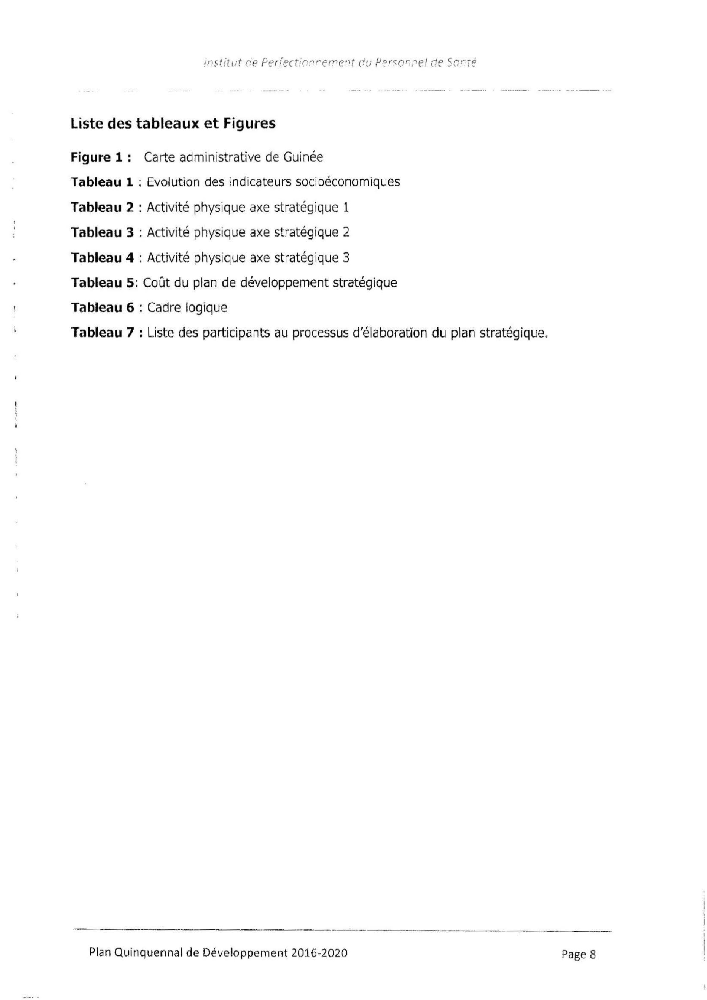 Institut de Perfectionnement du Personnel de Santé
Liste des tableaux et Figures
Figure 1 : Carte administrative de Guinée
Tableau 1 : Evolution des indicateurs socioéconomiques
Tableau 2 : Activité physique axe stratégique 1
Tableau 3 : Activité physique axe stratégique 2
Tableau 4 : Activité physique axe stratégique 3
Tableau 5: Coût du plan de développement stratégique
Tableau 6 : Cadre logique
Tableau 7 : Liste des participants au processus d'élaboration du plan stratégique.
Plan Quinquennal de Développement 2016-2020 Page 8